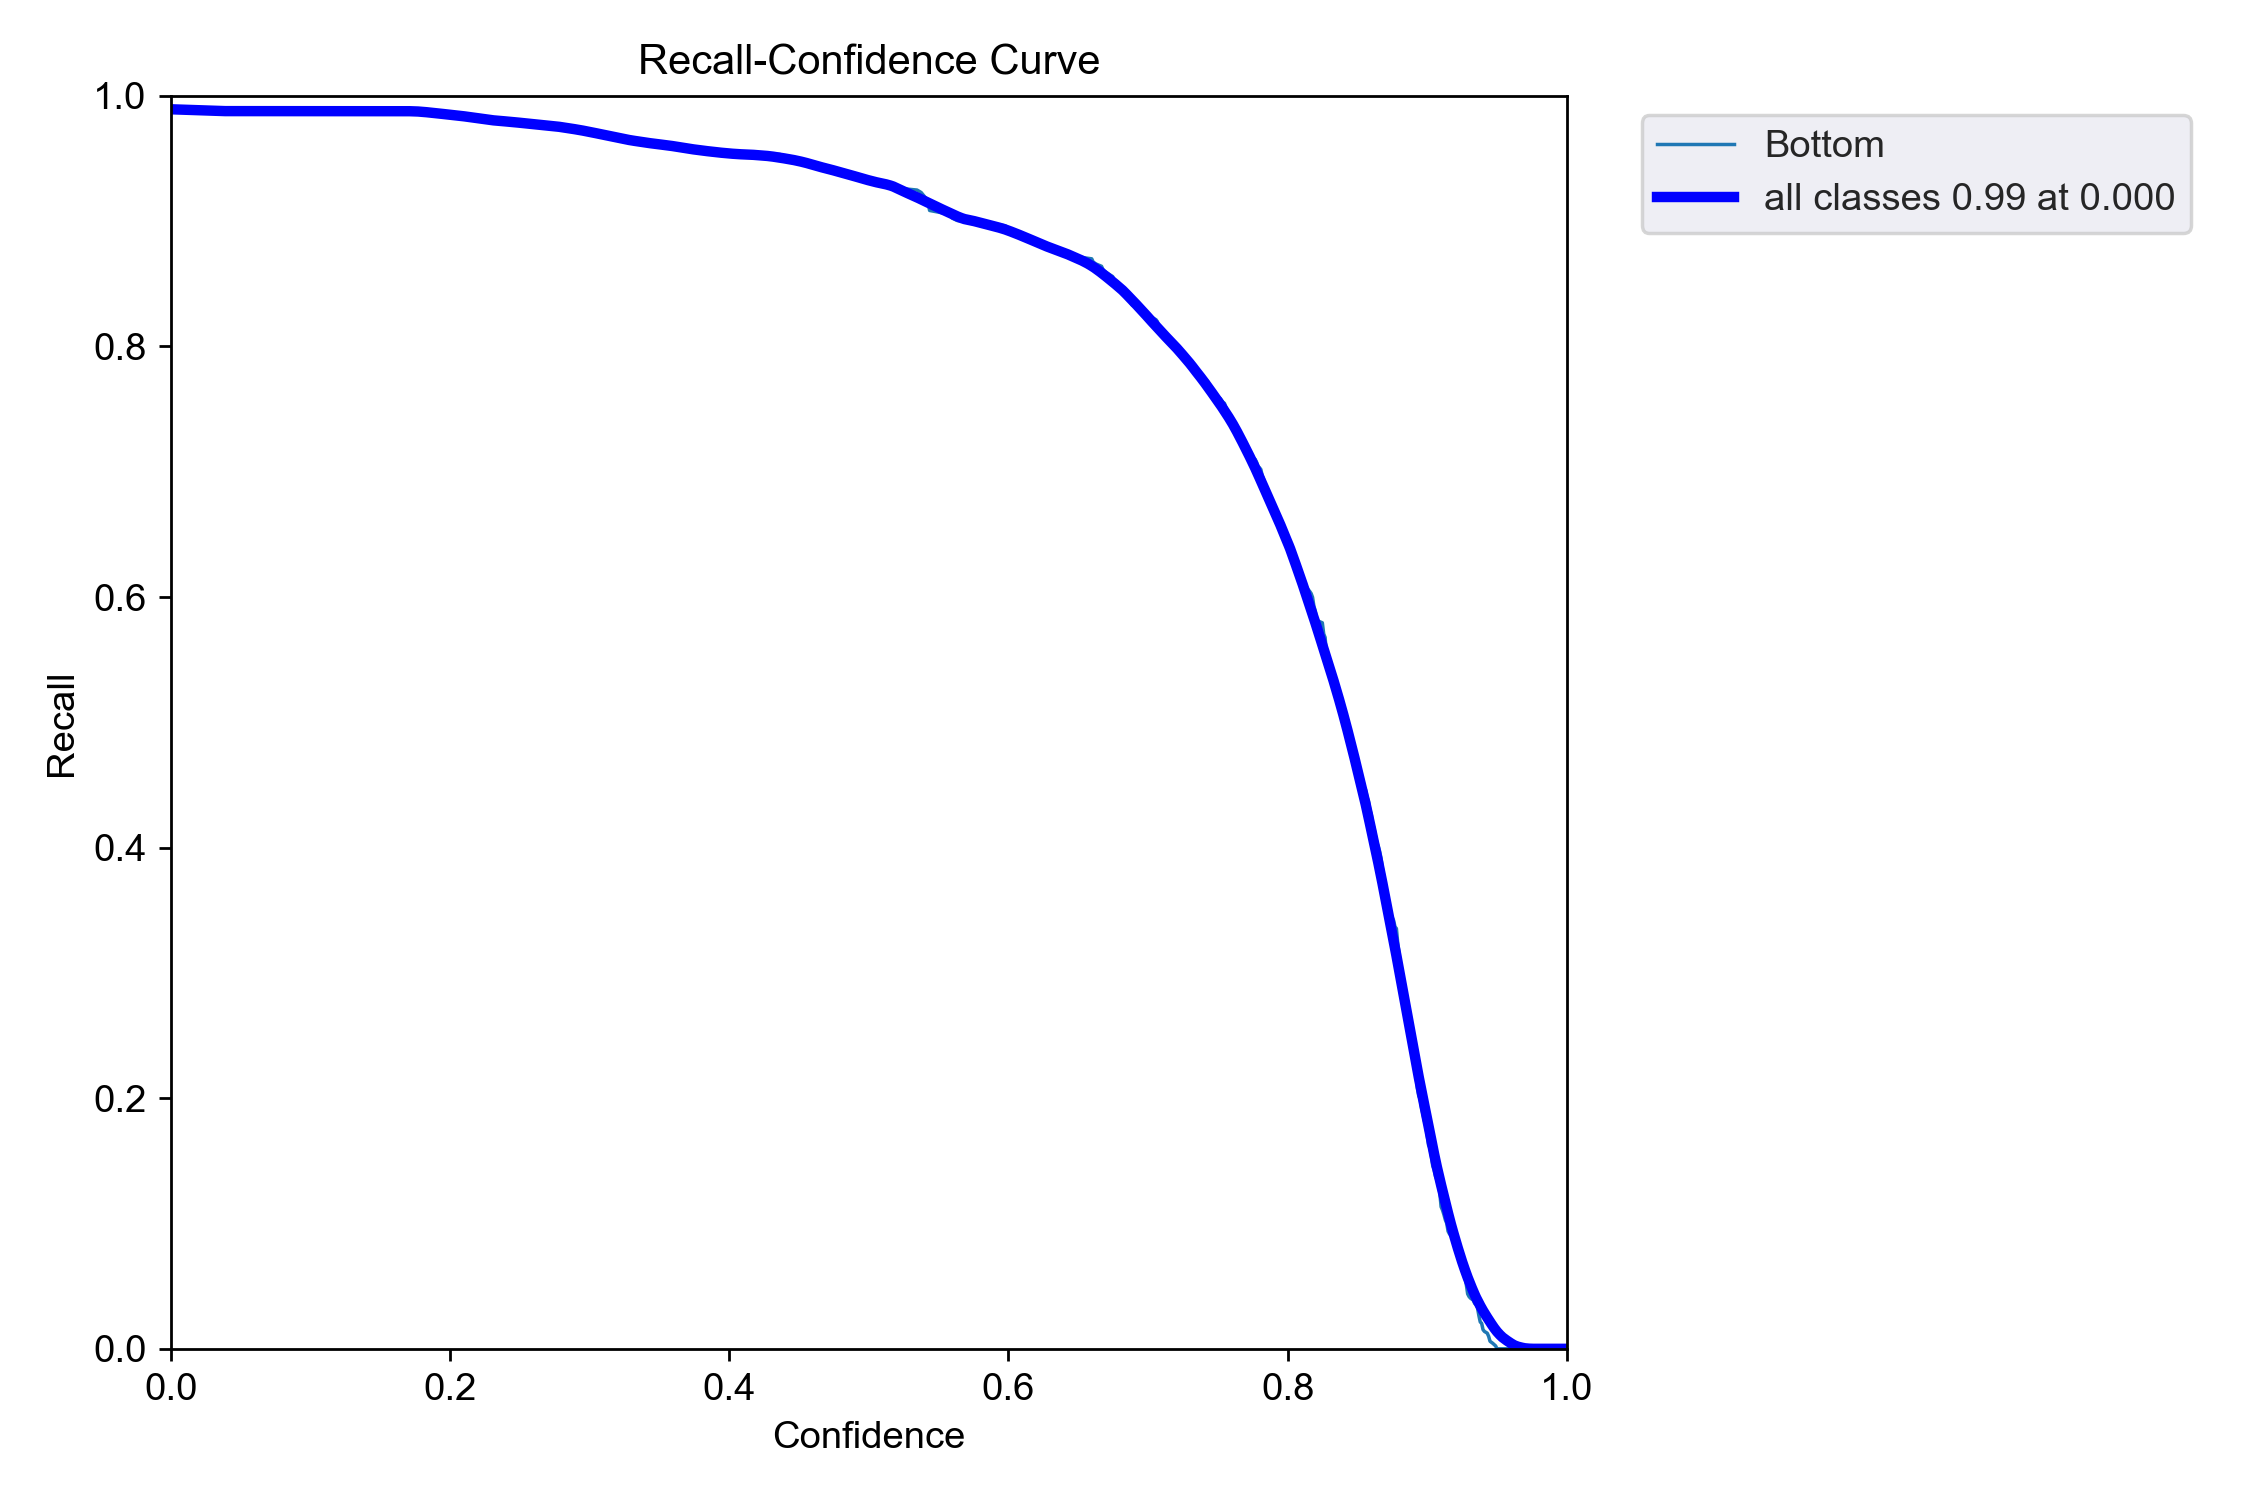 Recall-Confidence Curve
1.0
0.8
0.6
0.4
0.2
0.0
Recall
0.0 0.2 0.4 0.6 0.8 1.0
Confidence
Bottom
all classes 0.99 at 0.000